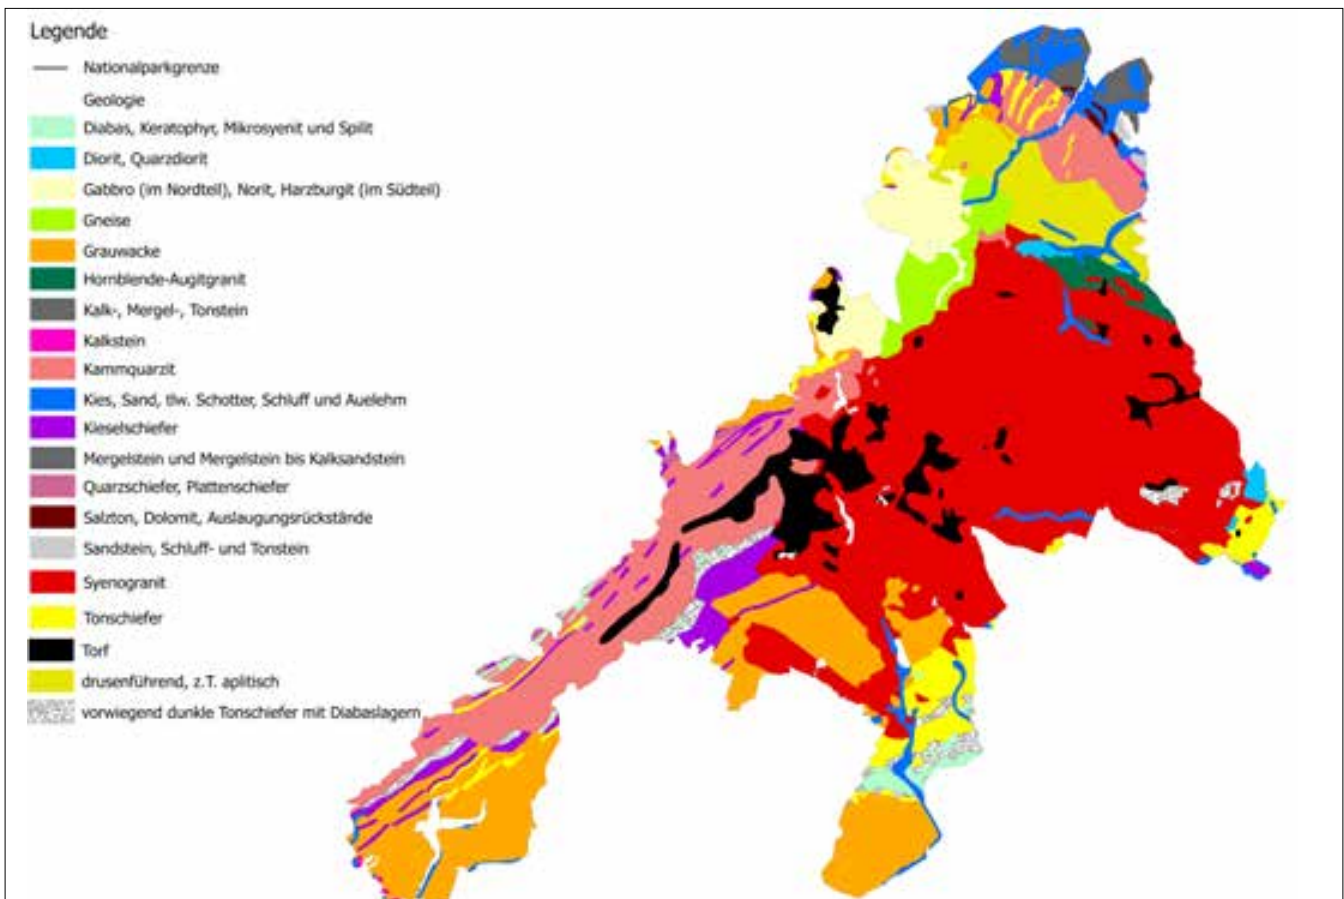 Legende
Nationalparkgrenze
Geologie
Diabas, Keratophyr, Mikrosyenit und Spilit
Diorit, Quarzdiorit
Gabbro (im Nordteil), Norit, Harzburgit (im Südteil)
Gneise
Grauwacke
Hornblende-Augitgranit
Kalk-, Mergel-, Tonstein
Kalkstein
Kammquarzit
Kies, Sand, tlw. Schotter, Schluff und Auelehm
Kieselschiefer
Mergelstein und Mergelstein bis Kalksandstein
Quarzschiefer, Plattenschiefer
Salzton, Dolomit, Auslaugungsrückstände
Sandstein, Schluff- und Tonstein
Syenogranit
Tonschiefer
Torf
drusenführend, z.T. aplitisch
vorwiegend dunkle Tonschiefer mit Diabaslagern